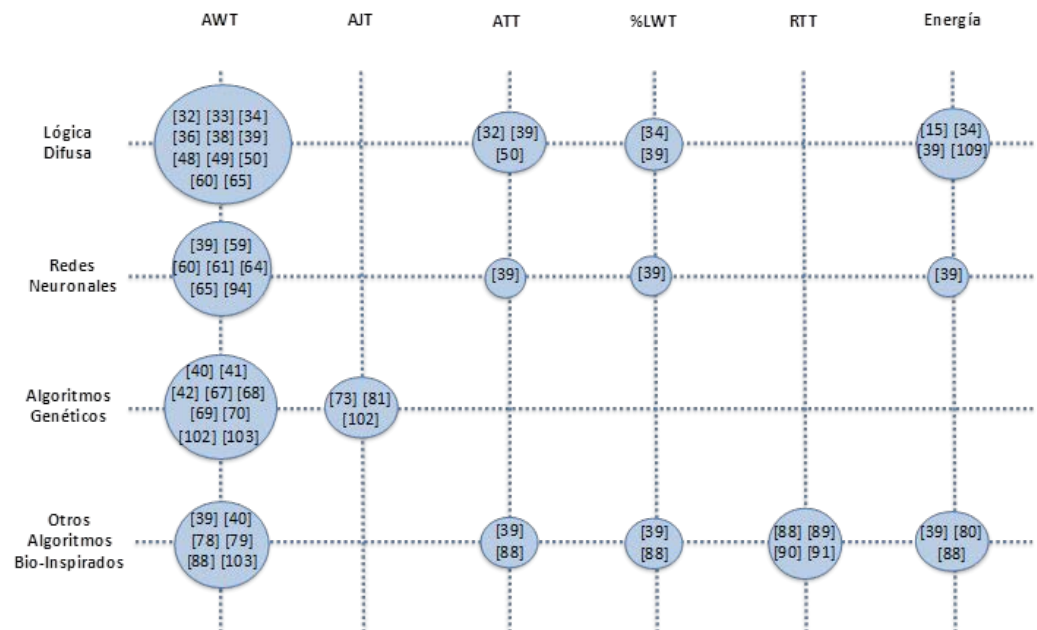 AWT AJT ATT %LWT RTT Energía
Lógica
Difusa
[32] [33] [34]
[36] [38] [39]
[48] [49] [50]
[60] [65]
[32] [39]
[50]
[34]
[39]
[15] [34]
[39] [109]
Redes
Neuronales
[39] [59]
[60] [61] [64]
[65] [94]
[39]
[39]
[39]
Algoritmos
Genéticos
[40] [41]
[42] [67] [68]
[69] [70]
[102] [103]
[73] [81]
[102]
Otros
Algoritmos
Bio-Inspirados
[39] [40]
[78] [79]
[88] [103]
[39]
[88]
[39]
[88]
[88] [89]
[90] [91]
[39] [80]
[88]